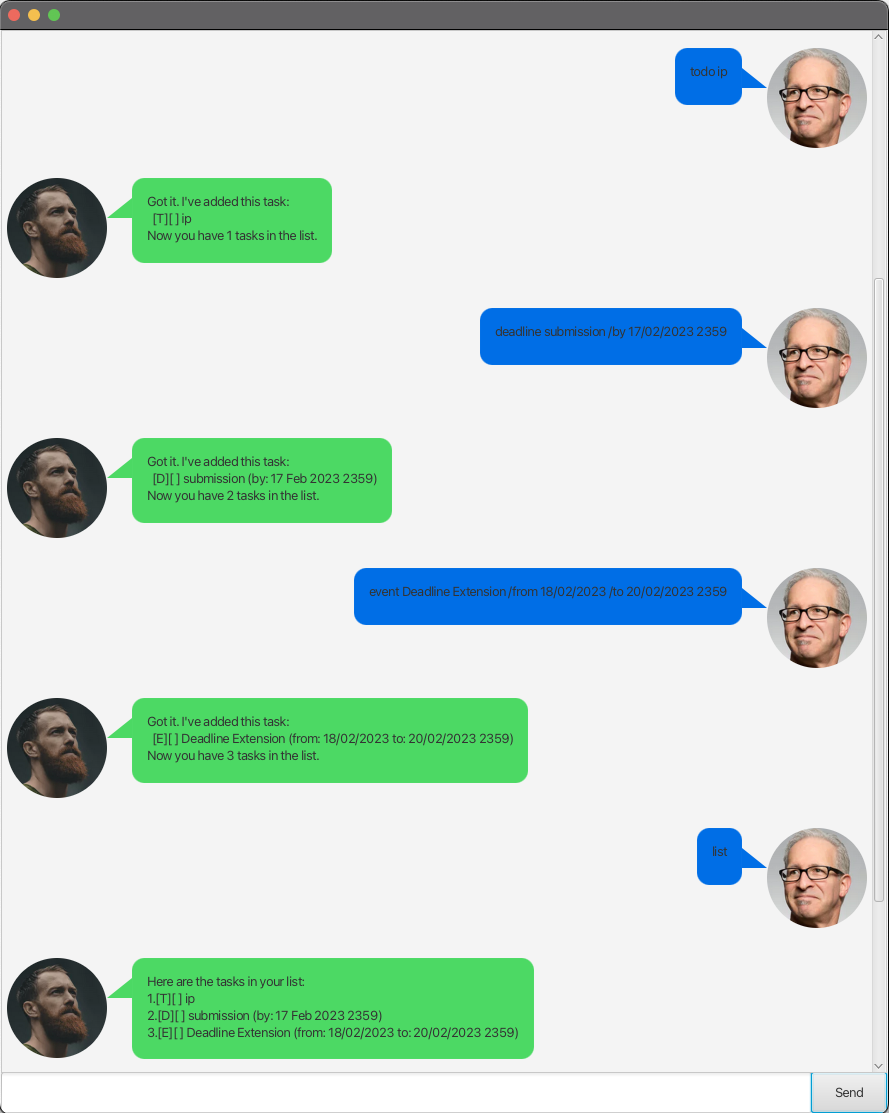 todo ip
Got it. I've added this task:
[T][ ] ip
Now you have 1 tasks in the list.
deadline submission /by 17/02/2023 2359
Got it. I've added this task:
[D][ ] submission (by: 17 Feb 2023 2359)
Now you have 2 tasks in the list.
event Deadline Extension /from 18/02/2023 /to 20/02/2023 2359
Got it. I've added this task:
[E][ ] Deadline Extension (from: 18/02/2023 to: 20/02/2023 2359)
Now you have 3 tasks in the list.
list
Here are the tasks in your list:
1.[T][ ] ip
2.[D][ ] submission (by: 17 Feb 2023 2359)
3.[E][ ] Deadline Extension (from: 18/02/2023 to: 20/02/2023 2359)
Send